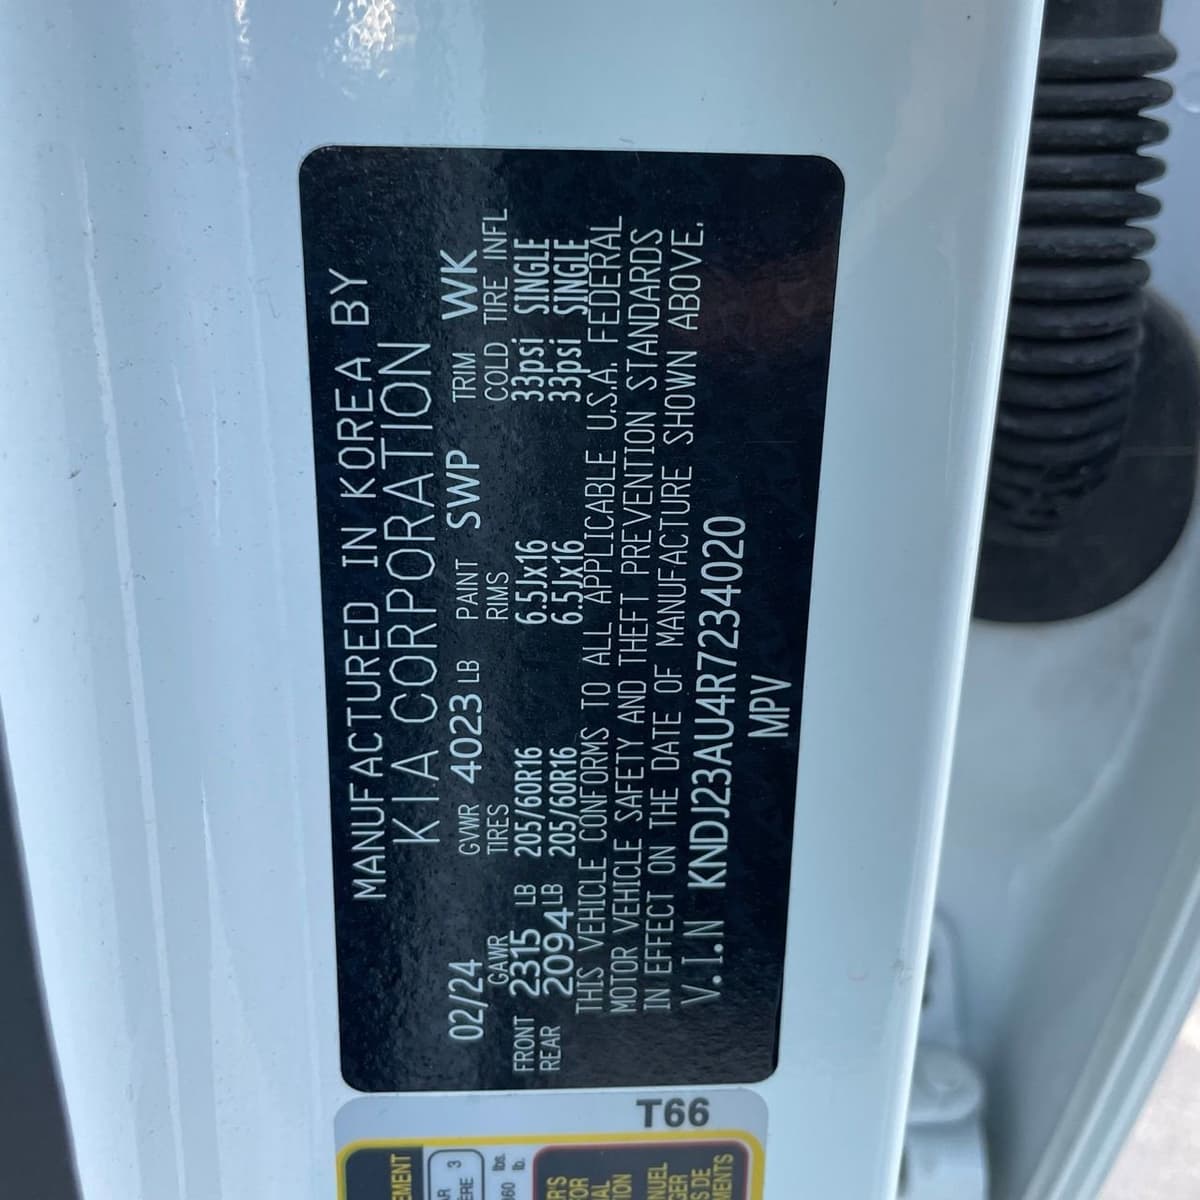 MANUFACTURED IN KOREA BY
KIA CORPORATION
02/24 GVWR 4023 LB PAINT SWP TRIM WK
GAWR TIRES RIMS COLD TIRE INFL
FRONT 2315 LB 205/60R16 6.5Jx16 33psi SINGLE
REAR 2094 LB 205/60R16 6.5Jx16 33psi SINGLE
THIS VEHICLE CONFORMS TO ALL APPLICABLE U.S.A. FEDERAL
MOTOR VEHICLE SAFETY AND THEFT PREVENTION STANDARDS
IN EFFECT ON THE DATE OF MANUFACTURE SHOWN ABOVE.
V.I.N KNDJ23AU4R7234020
MPV
T66